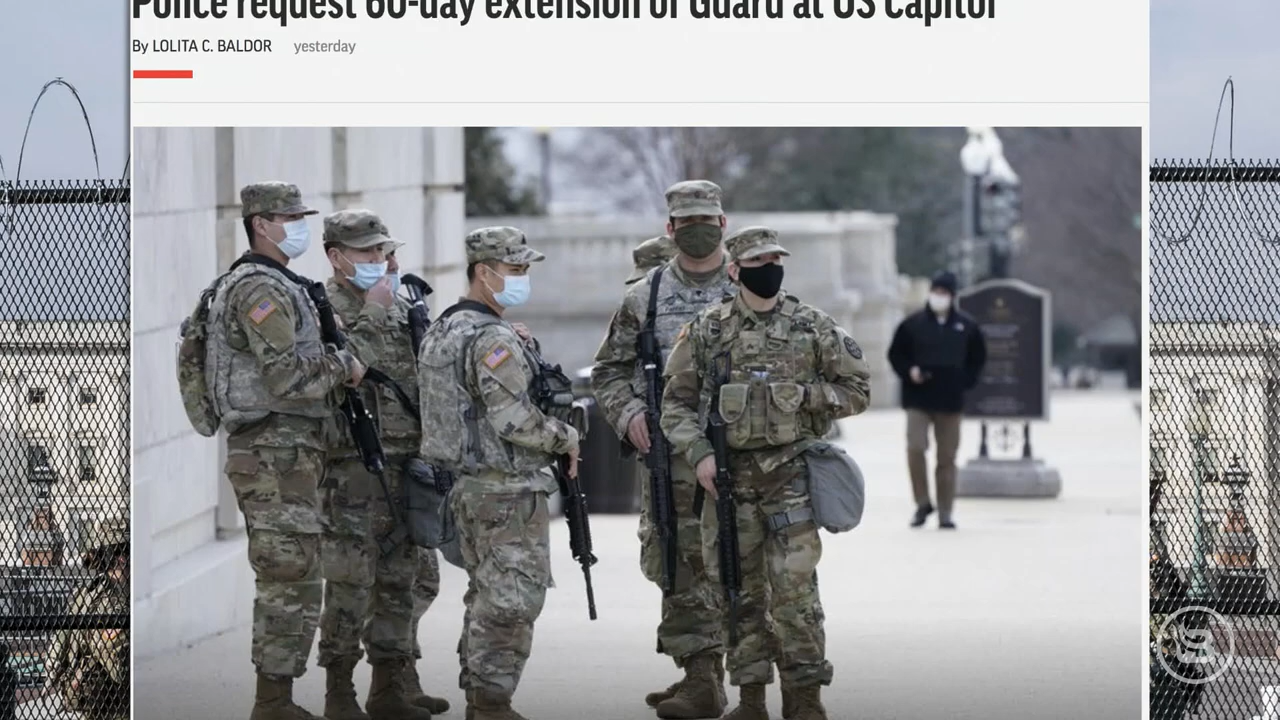 Police request 60-day extension of Guard at US Capitol
By LOLITA C. BALDOR yesterday